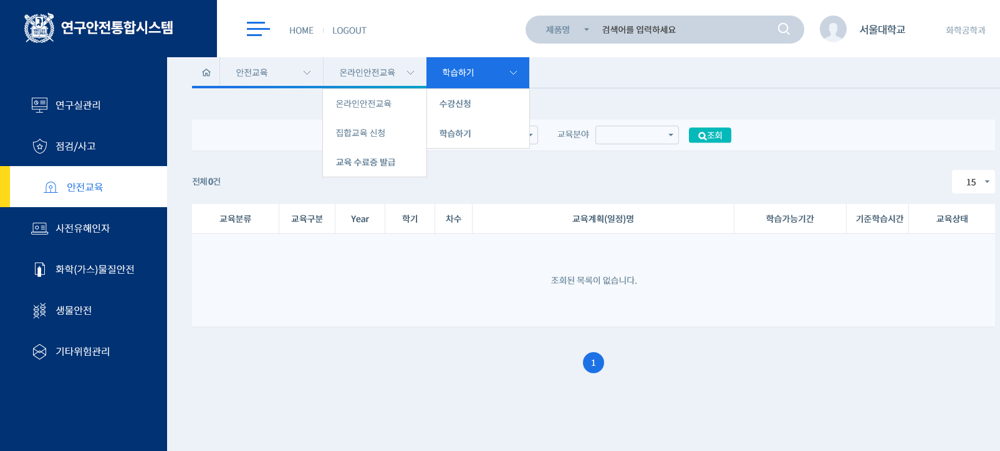 연구안전통합시스템
HOME
LOGOUT
제품명
검색어를 입력하세요
서울대학교
화학공학과
연구실관리
점검/사고
안전교육
사전유해인자
화학(가스)물질안전
생물안전
기타위험관리
안전교육
온라인안전교육
학습하기
온라인안전교육
집합교육 신청
교육 수료증 발급
수강신청
학습하기
교육분야
조회
전체0건
15
교육분류 교육구분 Year 학기 차수 교육계획(일정)명 학습가능기간 기준학습시간 교육상태
조회된 목록이 없습니다.
1